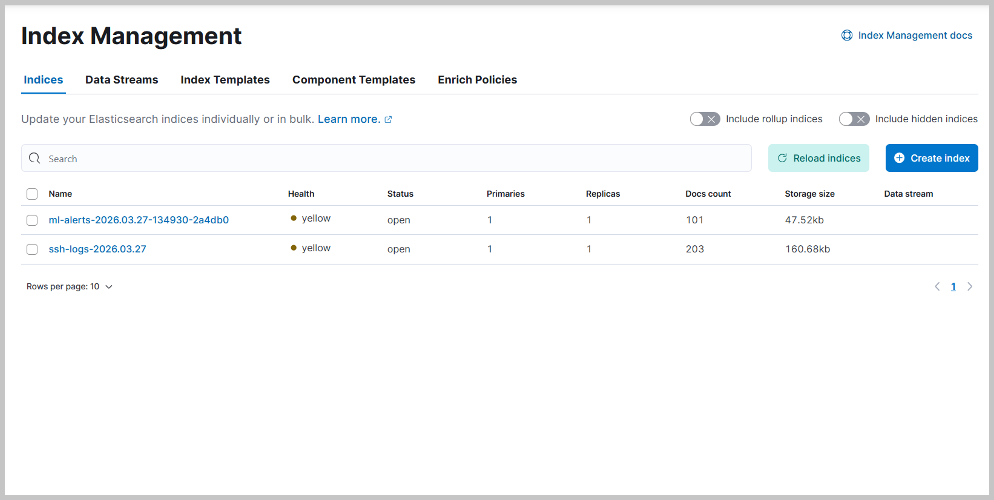 Index Management
Index Management docs
Indices Data Streams Index Templates Component Templates Enrich Policies
Update your Elasticsearch indices individually or in bulk. Learn more.
Include rollup indices Include hidden indices
Search
Reload indices
Create index
Name Health Status Primaries Replicas Docs count Storage size Data stream
ml-alerts-2026.03.27-134930-2a4db0 yellow open 1 1 101 47.52kb
ssh-logs-2026.03.27 yellow open 1 1 203 160.68kb
Rows per page: 10
1